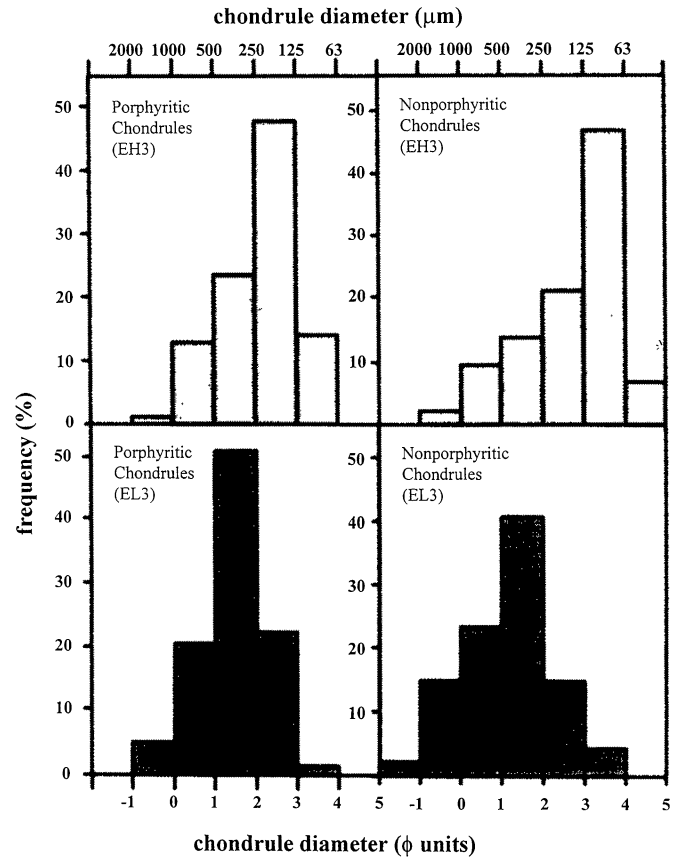 chondrule diameter (μm)
2000 1000 500 250 125 63 2000 1000 500 250 125 63
50
40
30
20
10
0
Porphyritic
Chondrules
(EH3)
50
40
30
20
10
Nonporphyritic
Chondrules
(EH3)
frequency (%)
50
40
30
20
10
0
Porphyritic
Chondrules
(EL3)
50
40
30
20
10
Nonporphyritic
Chondrules
(EL3)
-1 0 1 2 3 4 5 -1 0 1 2 3 4 5
chondrule diameter (ϕ units)